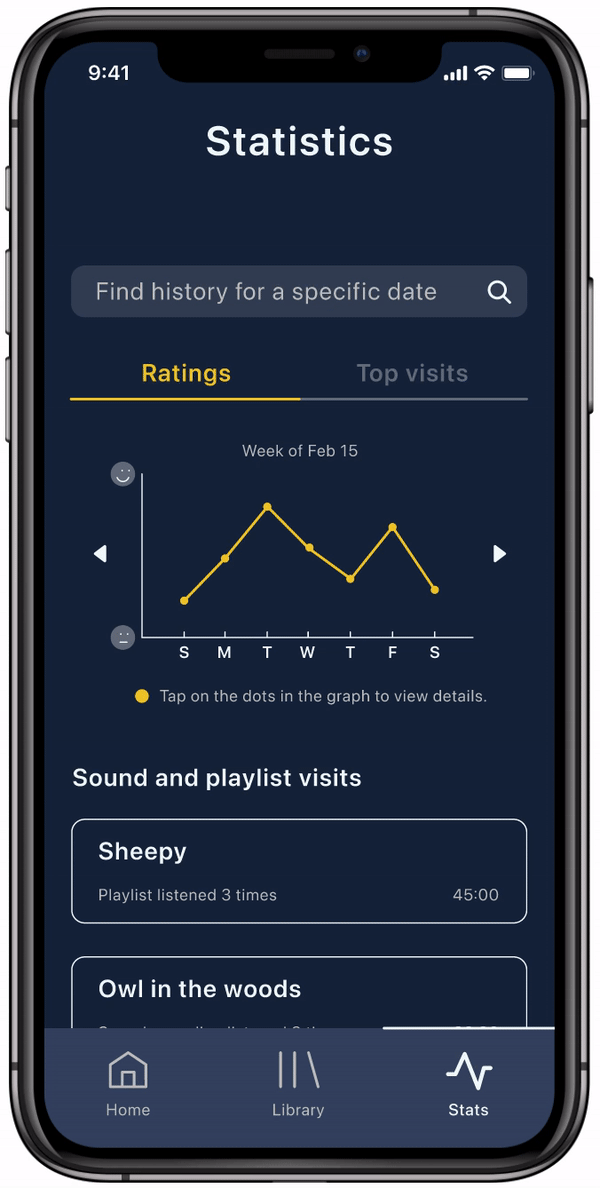 9:41
Statistics
Find history for a specific date
Ratings Top visits
Week of Feb 15
S M T W T F S
Tap on the dots in the graph to view details.
Sound and playlist visits
Sheepy
Playlist listened 3 times 45:00
Owl in the woods
Home Library Stats